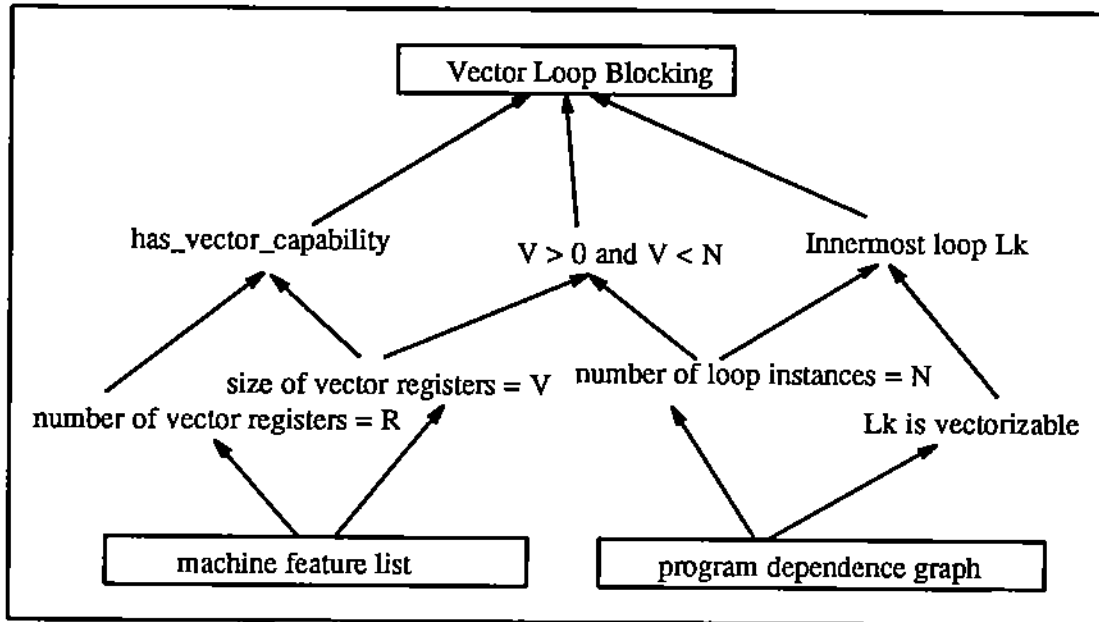 Vector Loop Blocking
has_vector_capability
V > 0 and V < N
Innermost loop Lk
size of vector registers = V
number of loop instances = N
number of vector registers = R
Lk is vectorizable
machine feature list
program dependence graph